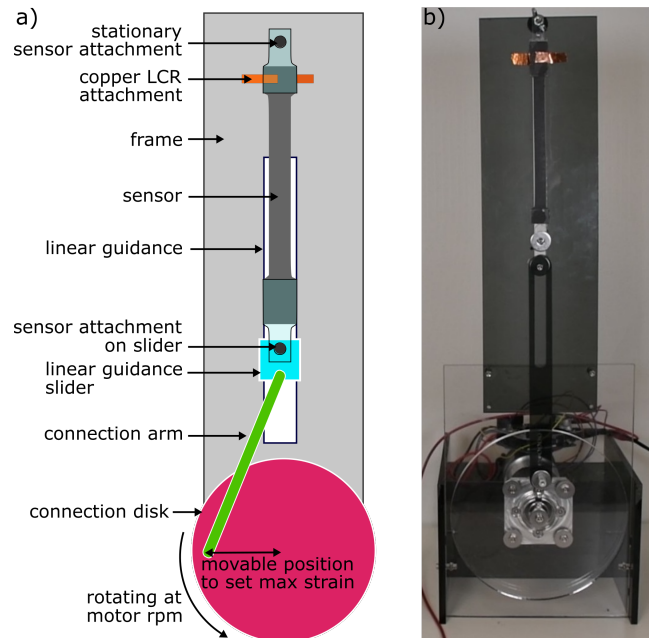 a)
b)
stationary
sensor attachment
copper LCR
attachment
frame
sensor
linear guidance
sensor attachment
on slider
linear guidance
slider
connection arm
connection disk
movable position
to set max strain
rotating at
motor rpm